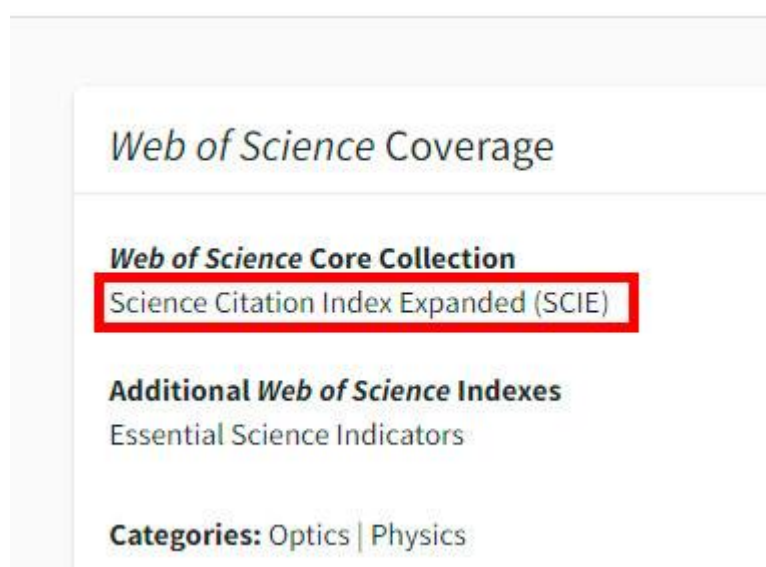 Web of Science Coverage
Web of Science Core Collection
Science Citation Index Expanded (SCIE)
Additional Web of Science Indexes
Essential Science Indicators
Categories: Optics | Physics